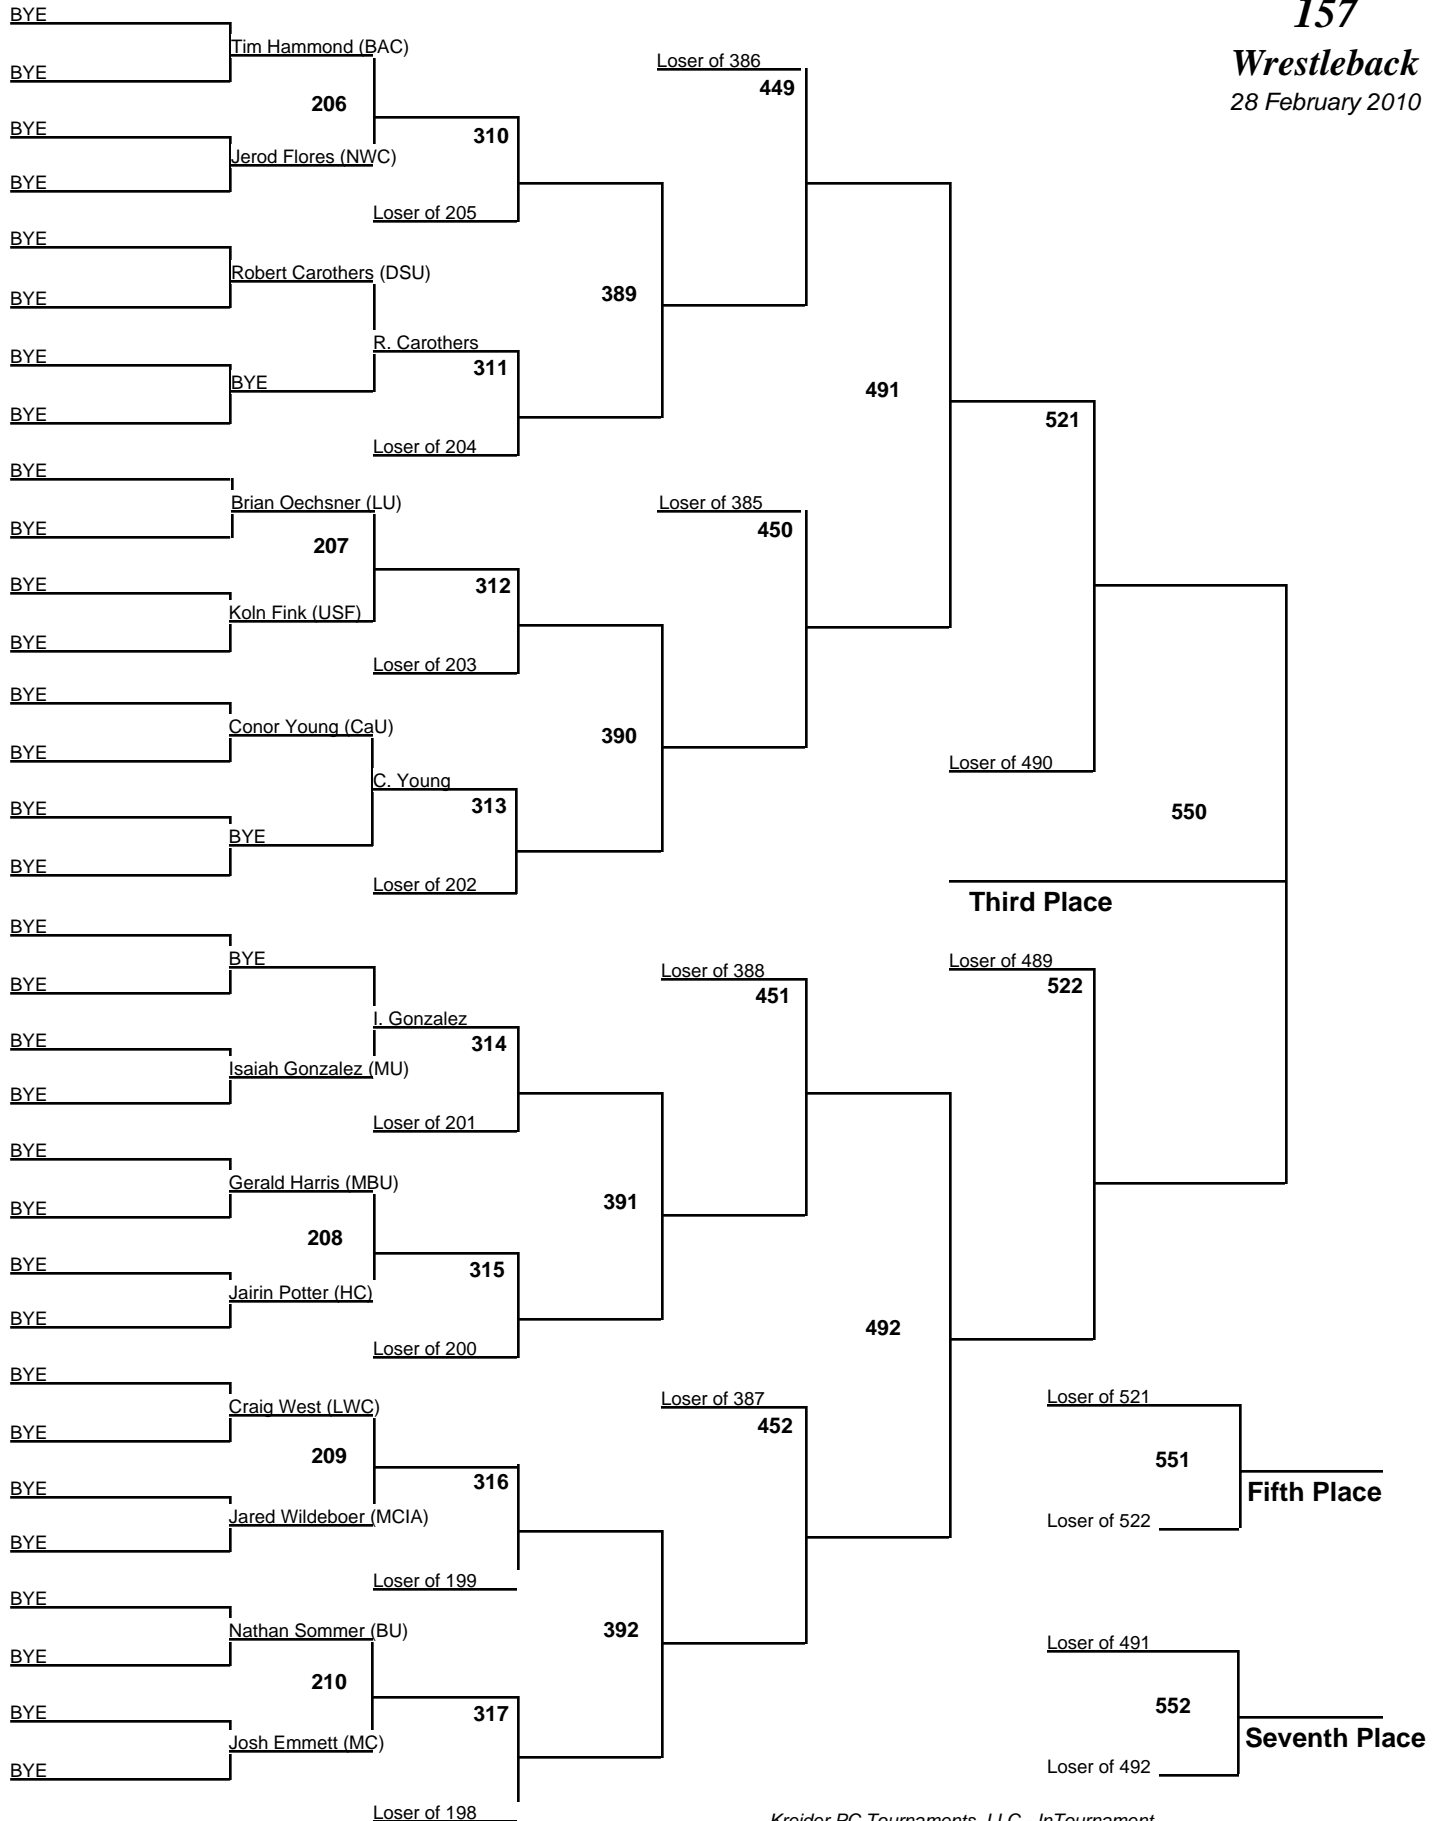 157
Wrestleback
28 February 2010
BYE
Tim Hammond (BAC)
BYE
206
BYE
Jerod Flores (NWC)
BYE
310
Loser of 205
BYE
Robert Carothers (DSU)
BYE
R. Carothers
BYE
BYE
BYE
311
Loser of 204
389
Loser of 386
449
BYE
Brian Oechsner (LU)
BYE
207
BYE
Koln Fink (USF)
BYE
312
Loser of 203
BYE
Conor Young (CaU)
BYE
C. Young
BYE
BYE
BYE
313
Loser of 202
390
Loser of 385
450
491
521
Loser of 490
550
Third Place
BYE
BYE
BYE
I. Gonzalez
BYE
Isaiah Gonzalez (MU)
BYE
314
Loser of 201
BYE
Gerald Harris (MBU)
BYE
208
BYE
Jairin Potter (HC)
BYE
315
Loser of 200
391
Loser of 388
451
Loser of 489
522
BYE
Craig West (LWC)
BYE
209
BYE
Jared Wildeboer (MCIA)
BYE
316
Loser of 199
BYE
Nathan Sommer (BU)
BYE
210
BYE
Josh Emmett (MC)
BYE
317
Loser of 198
392
Loser of 387
452
492
Loser of 521
551
Fifth Place
Loser of 522
Loser of 491
552
Seventh Place
Loser of 492
Kreider PC Tournaments, LLC - InTournament